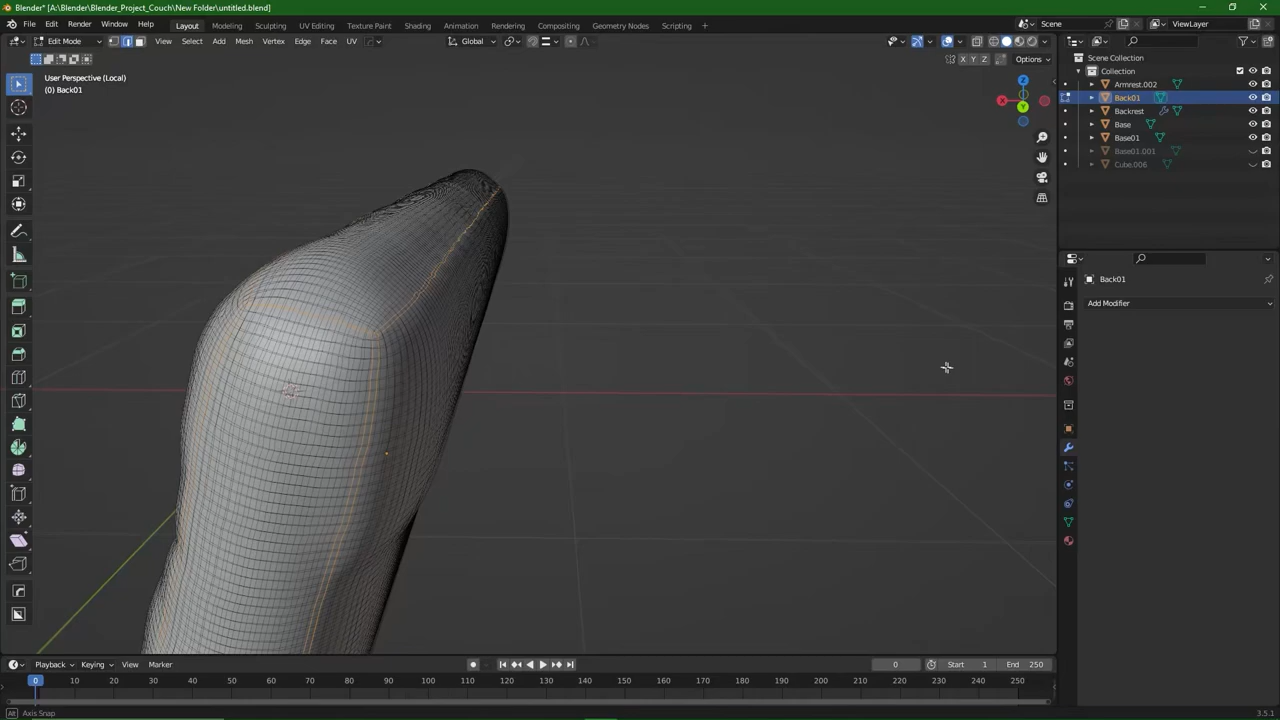 Blender* [A:\Blender\Blender_Project_Couch\New Folder\untitled.blend]
File Edit Render Window Help Layout Modeling Sculpting UV Editing Texture Paint Shading Animation Rendering Compositing Geometry Nodes Scripting + Scene ViewLayer
Edit Mode View Select Add Mesh Vertex Edge Face UV Global
X Y Z Options
User Perspective (Local)
(0) Back01
Z
X
Y
Scene Collection
Collection
Armrest.002
Back01
Backrest
Base
Base01
Base01.001
Cube.006
Back01
Add Modifier
Playback Keying View Marker 0 Start 1 End 250
0 10 20 30 40 50 60 70 80 90 100 110 120 130 140 150 160 170 180 190 200 210 220 230 240 250
Alt Axis Snap 3.5.1